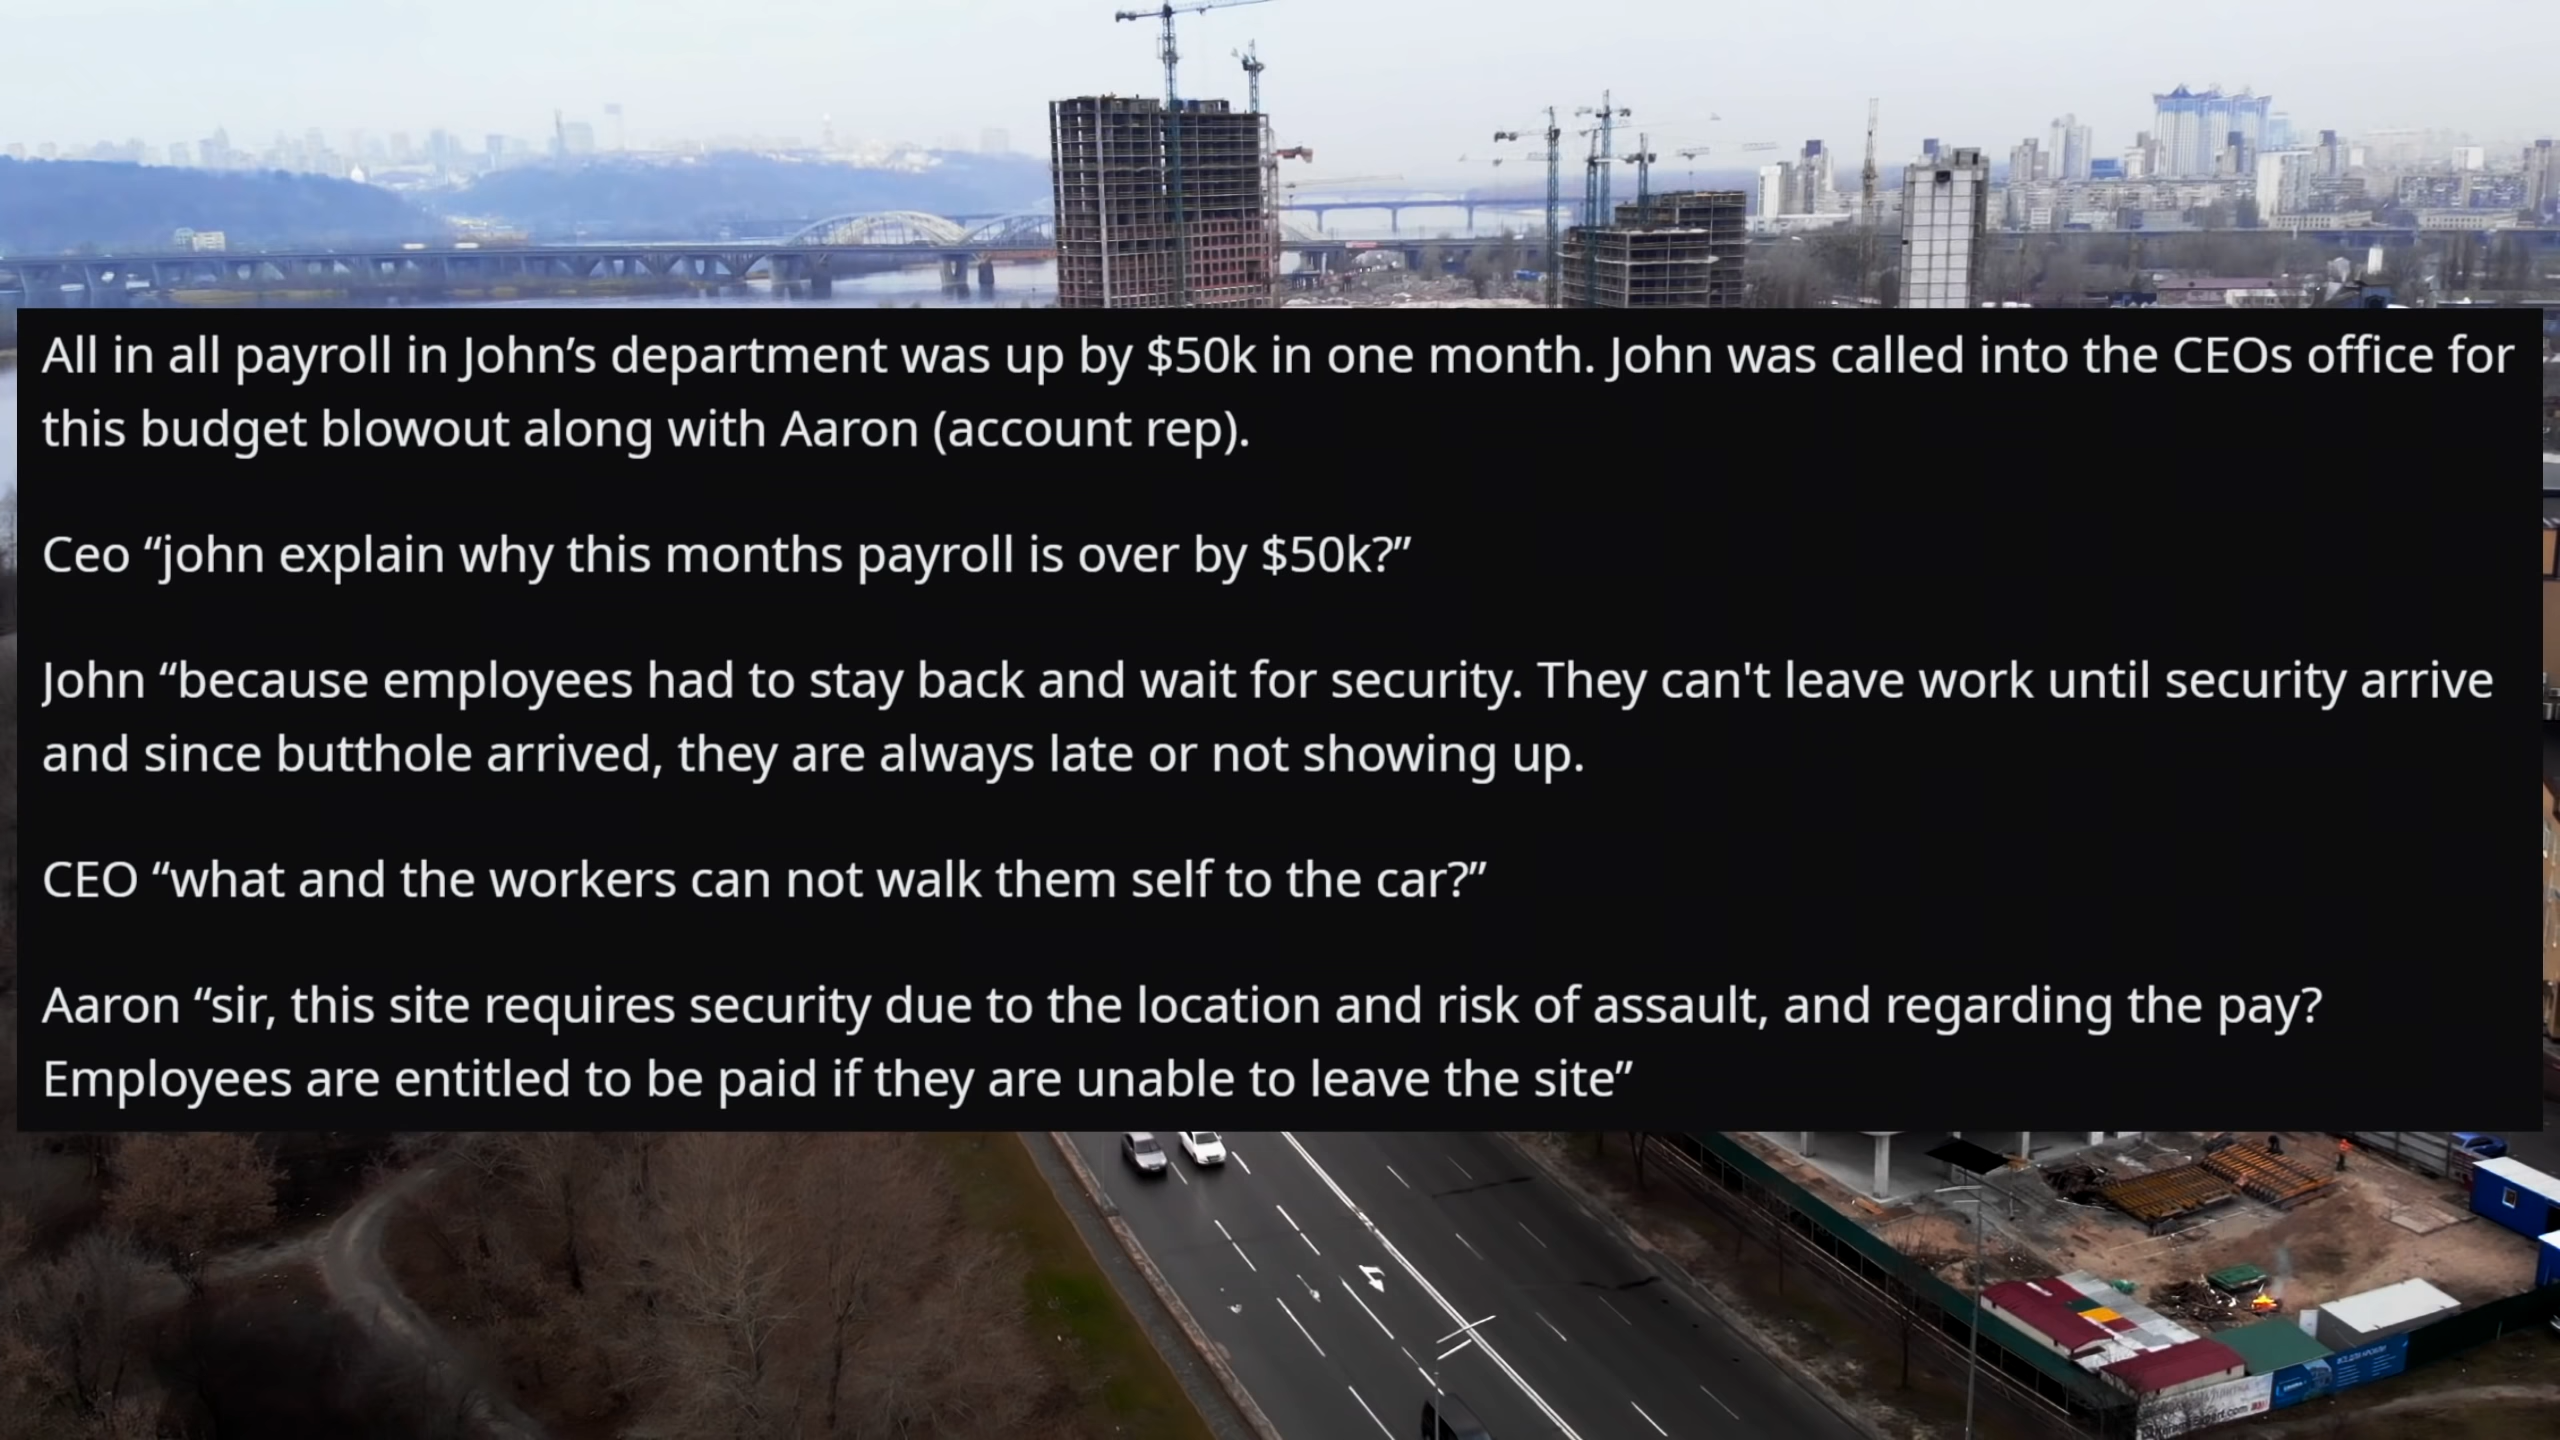 All in all payroll in John’s department was up by $50k in one month. John was called into the CEOs office for
this budget blowout along with Aaron (account rep).
Ceo “john explain why this months payroll is over by $50k?”
John “because employees had to stay back and wait for security. They can't leave work until security arrive
and since butthole arrived, they are always late or not showing up.
CEO “what and the workers can not walk them self to the car?”
Aaron “sir, this site requires security due to the location and risk of assault, and regarding the pay?
Employees are entitled to be paid if they are unable to leave the site”